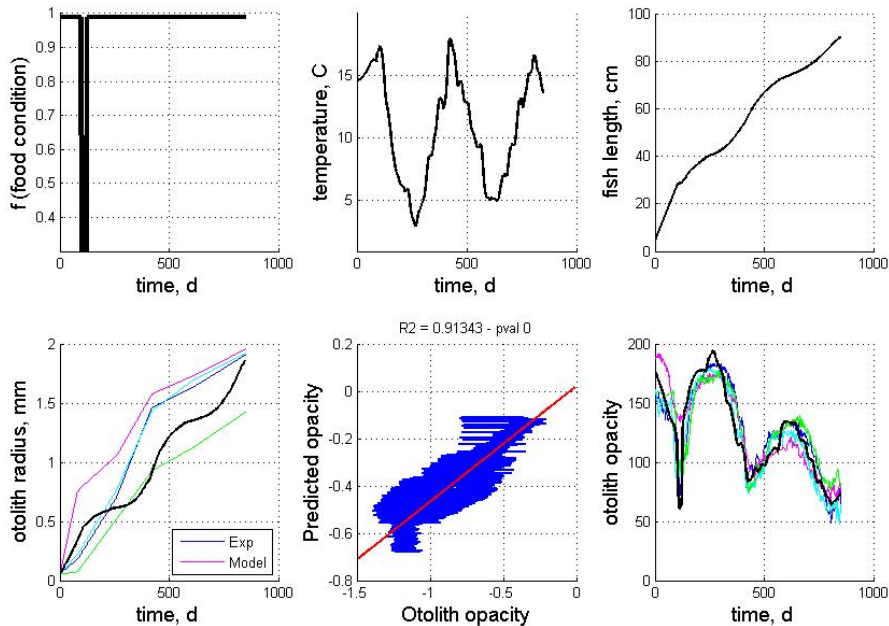 1
0.9
0.8
0.7
0.6
0.5
0.4
f (food condition)
0 500 1000
time, d
15
10
5
temperature, C
0 500 1000
time, d
100
80
60
40
20
0
fish length, cm
0 500 1000
time, d
2
1.5
1
0.5
0
otolith radius, mm
Exp
Model
0 500 1000
time, d
R2 = 0.91343 - pval 0
0.2
0
-0.2
-0.4
-0.6
-0.8
Predicted opacity
-1.5 -1 -0.5 0
Otolith opacity
200
150
100
50
0
otolith opacity
0 500 1000
time, d